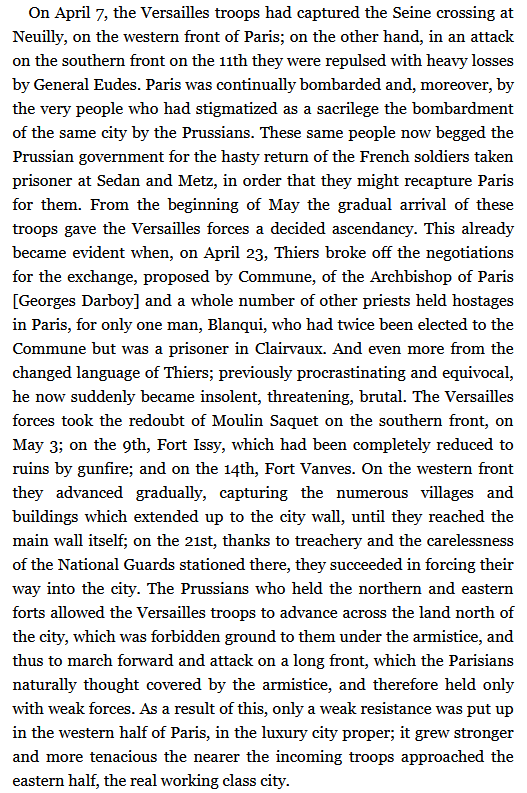 On April 7, the Versailles troops had captured the Seine crossing at
Neuilly, on the western front of Paris; on the other hand, in an attack
on the southern front on the 11th they were repulsed with heavy losses
by General Eudes. Paris was continually bombarded and, moreover, by
the very people who had stigmatized as a sacrilege the bombardment
of the same city by the Prussians. These same people now begged the
Prussian government for the hasty return of the French soldiers taken
prisoner at Sedan and Metz, in order that they might recapture Paris
for them. From the beginning of May the gradual arrival of these
troops gave the Versailles forces a decided ascendancy. This already
became evident when, on April 23, Thiers broke off the negotiations
for the exchange, proposed by Commune, of the Archbishop of Paris
[Georges Darboy] and a whole number of other priests held hostages
in Paris, for only one man, Blanqui, who had twice been elected to the
Commune but was a prisoner in Clairvaux. And even more from the
changed language of Thiers; previously procrastinating and equivocal,
he now suddenly became insolent, threatening, brutal. The Versailles
forces took the redoubt of Moulin Saquet on the southern front, on
May 3; on the 9th, Fort Issy, which had been completely reduced to
ruins by gunfire; and on the 14th, Fort Vanves. On the western front
they advanced gradually, capturing the numerous villages and
buildings which extended up to the city wall, until they reached the
main wall itself; on the 21st, thanks to treachery and the carelessness
of the National Guards stationed there, they succeeded in forcing their
way into the city. The Prussians who held the northern and eastern
forts allowed the Versailles troops to advance across the land north of
the city, which was forbidden ground to them under the armistice, and
thus to march forward and attack on a long front, which the Parisians
naturally thought covered by the armistice, and therefore held only
with weak forces. As a result of this, only a weak resistance was put up
in the western half of Paris, in the luxury city proper; it grew stronger
and more tenacious the nearer the incoming troops approached the
eastern half, the real working class city.